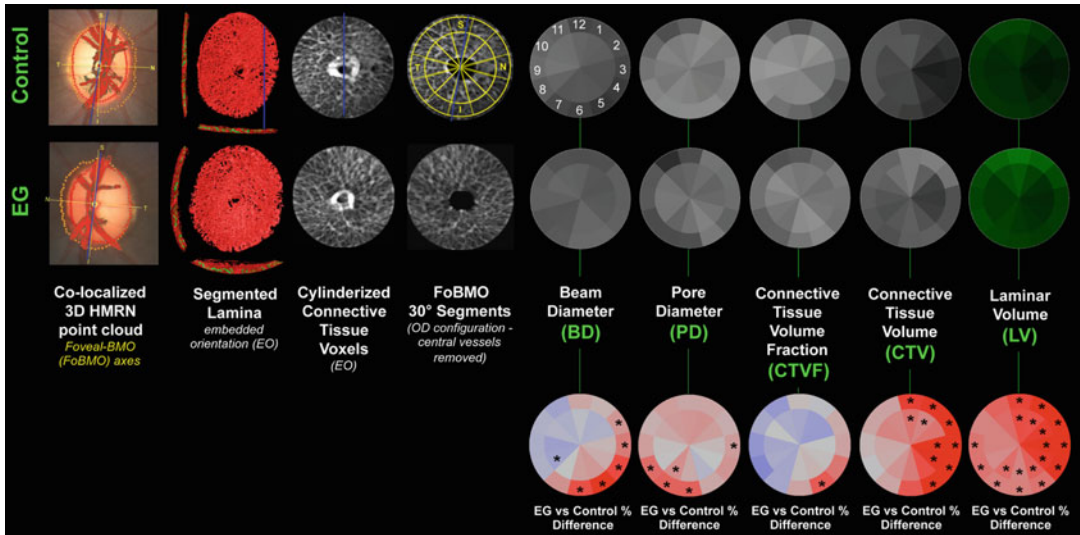 Control
S
T
N
I
S
T
N
I
12
11
1
10
2
9
3
8
4
7
5
6
EG
S
N
T
I
Co-localized
3D HMRN
point cloud
Foveal-BMO
(FoBMO) axes
Segmented
Lamina
embedded
orientation (EO)
Cylinderized
Connective
Tissue
Voxels
(EO)
FoBMO
30° Segments
(OD configuration -
central vessels
removed)
Beam
Diameter
(BD)
Pore
Diameter
(PD)
Connective
Tissue
Volume
Fraction
(CTVF)
Connective
Tissue
Volume
(CTV)
Laminar
Volume
(LV)
EG vs Control %
Difference
EG vs Control %
Difference
EG vs Control %
Difference
EG vs Control %
Difference
EG vs Control %
Difference